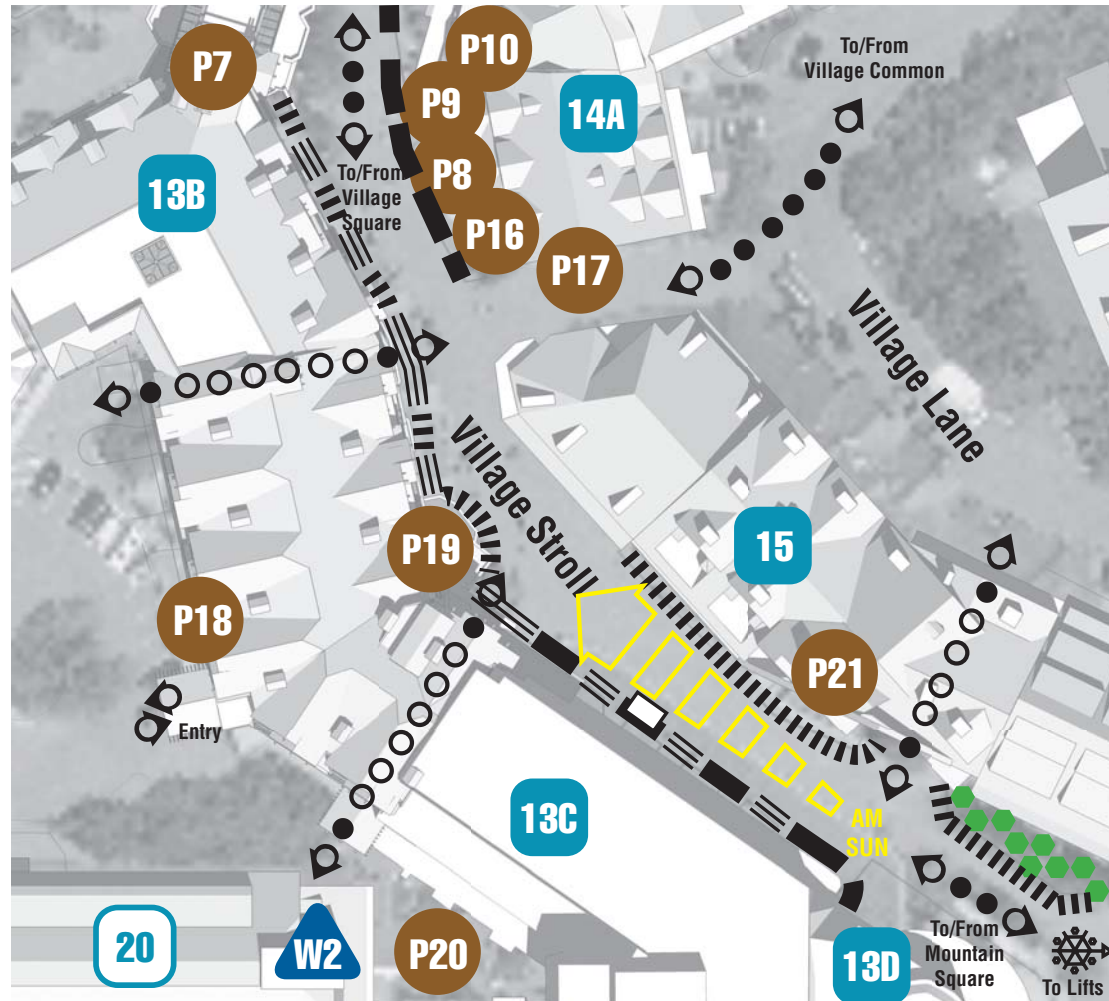 P10
P7
To/From
Village Common
P9
14A
P8
To/From
Village
Square
13B
P16
P17
Village Lane
Village Stroll
15
P19
P18
P21
Entry
13C
AM
SUN
To/From
Mountain
Square
20
W2
P20
13D
To Lifts